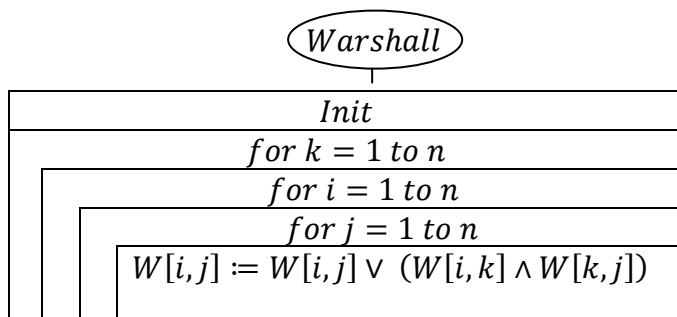 Warshall
Init
for k = 1 to n
for i = 1 to n
for j = 1 to n
W[i,j] ≔ W[i,j] ∨ (W[i,k] ∧ W[k,j])